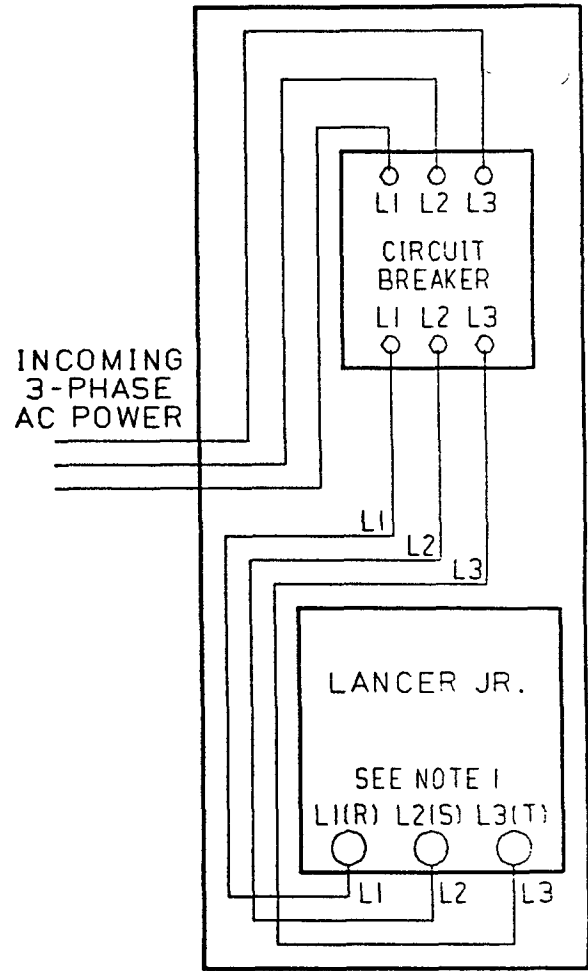 L1 L2 L3
CIRCUIT
BREAKER
L1 L2 L3
INCOMING
3-PHASE
AC POWER
L1
L2
L3
LANCER JR.
SEE NOTE 1
L1(R) L2(S) L3(T)
L1 L2 L3